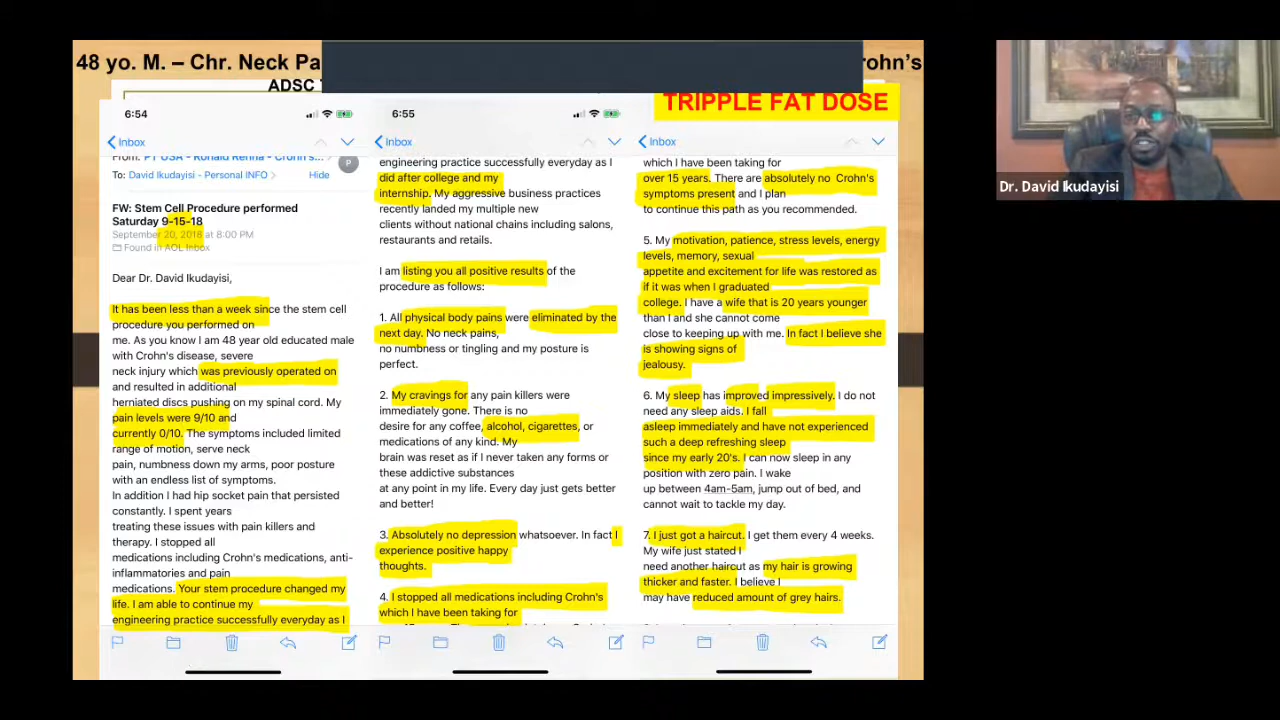 48 yo. M. – Chr. Neck Pa
rohn's
ADSC
TRIPPLE FAT DOSE
6:54
Inbox
To: David Ikudayisi - Personal INFO
Hide
P
FW: Stem Cell Procedure performed
Saturday 9-15-18
September 20, 2018 at 8:00 PM
Found in AOL Inbox
Dear Dr. David Ikudayisi,
It has been less than a week since the stem cell
procedure you performed on
me. As you know I am 48 year old educated male
with Crohn's disease, severe
neck injury which was previously operated on
and resulted in additional
herniated discs pushing on my spinal cord. My
pain levels were 9/10 and
currently 0/10. The symptoms included limited
range of motion, serve neck
pain, numbness down my arms, poor posture
with an endless list of symptoms.
In addition I had hip socket pain that persisted
constantly. I spent years
treating these issues with pain killers and
therapy. I stopped all
medications including Crohn's medications, anti-
inflammatories and pain
medications. Your stem procedure changed my
life. I am able to continue my
engineering practice successfully everyday as I
6:55
Inbox
engineering practice successfully everyday as I
did after college and my
internship. My aggressive business practices
recently landed my multiple new
clients without national chains including salons,
restaurants and retails.
I am listing you all positive results of the
procedure as follows:
1. All physical body pains were eliminated by the
next day. No neck pains,
no numbness or tingling and my posture is
perfect.
2. My cravings for any pain killers were
immediately gone. There is no
desire for any coffee, alcohol, cigarettes, or
medications of any kind. My
brain was reset as if I never taken any forms or
these addictive substances
at any point in my life. Every day just gets better
and better!
3. Absolutely no depression whatsoever. In fact I
experience positive happy
thoughts.
4. I stopped all medications including Crohn's
which I have been taking for
Inbox
which I have been taking for
over 15 years. There are absolutely no Crohn's
symptoms present and I plan
to continue this path as you recommended.
5. My motivation, patience, stress levels, energy
levels, memory, sexual
appetite and excitement for life was restored as
if it was when I graduated
college. I have a wife that is 20 years younger
than I and she cannot come
close to keeping up with me. In fact I believe she
is showing signs of
jealousy.
6. My sleep has improved impressively. I do not
need any sleep aids. I fall
asleep immediately and have not experienced
such a deep refreshing sleep
since my early 20's. I can now sleep in any
position with zero pain. I wake
up between 4am-5am, jump out of bed, and
cannot wait to tackle my day.
7. I just got a haircut. I get them every 4 weeks.
My wife just stated I
need another haircut as my hair is growing
thicker and faster. I believe I
may have reduced amount of grey hairs.
Dr. David Ikudayisi